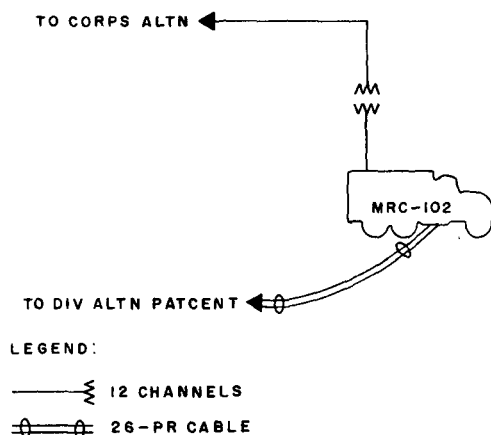 TO CORPS ALTN
MRC-102
TO DIV ALTN PATCENT
LEGEND:
12 CHANNELS
26-PR CABLE